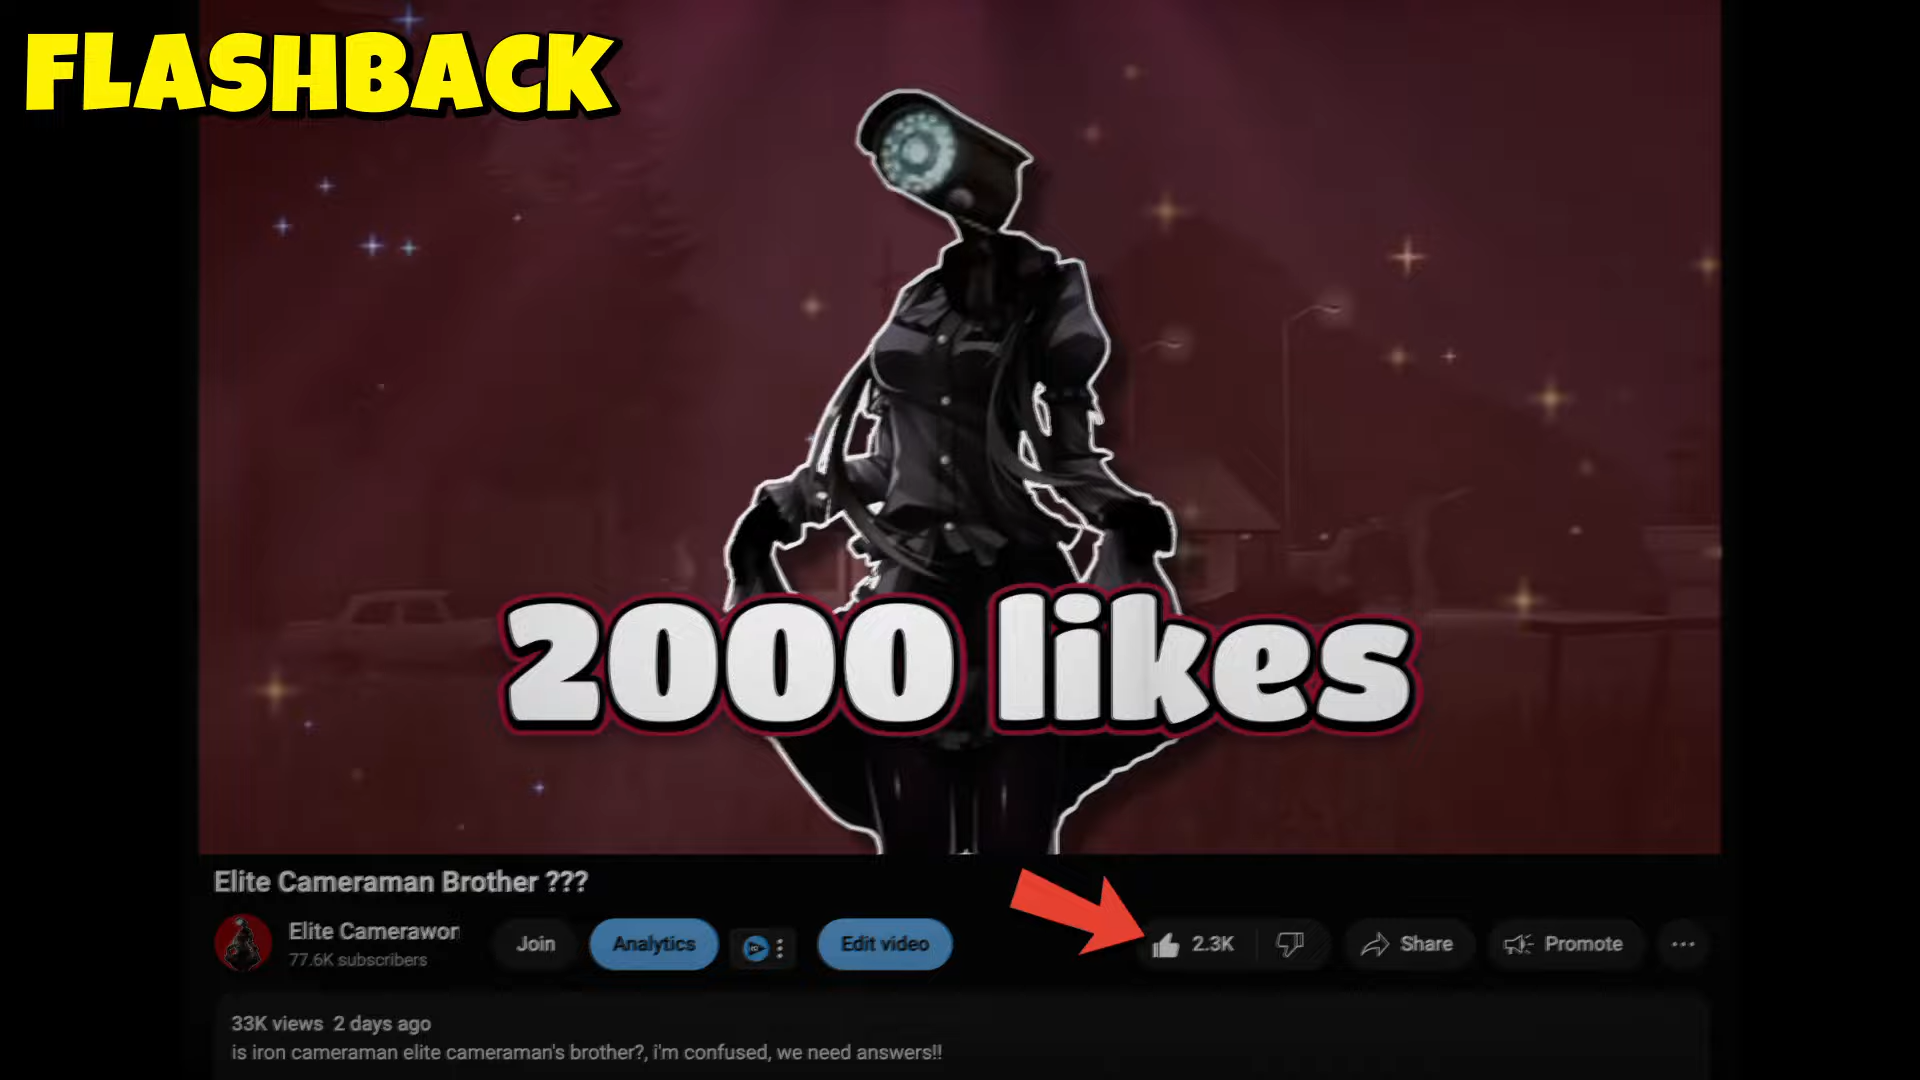 FLASHBACK
2000 likes
Elite Cameraman Brother ???
Elite Camerawor
77.6K subscribers
Join
Analytics
Edit video
2.3K
Share
Promote
33K views 2 days ago
is iron cameraman elite cameraman's brother?, i'm confused, we need answers!!